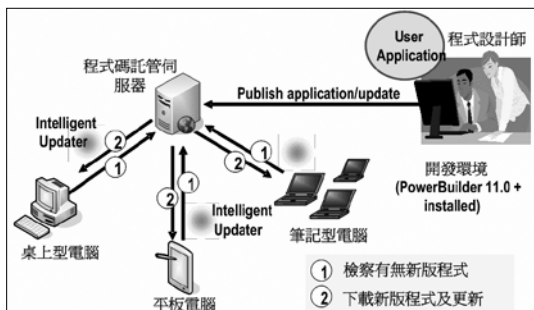 User
Application
程式設計師
程式碼託管伺
服器
Publish application/update
Intelligent
Updater
2
1
1
2
2
1
Intelligent
Updater
開發環境
(PowerBuilder 11.0 +
installed)
桌上型電腦
筆記型電腦
平板電腦
1 檢察有無新版程式
2 下載新版程式及更新